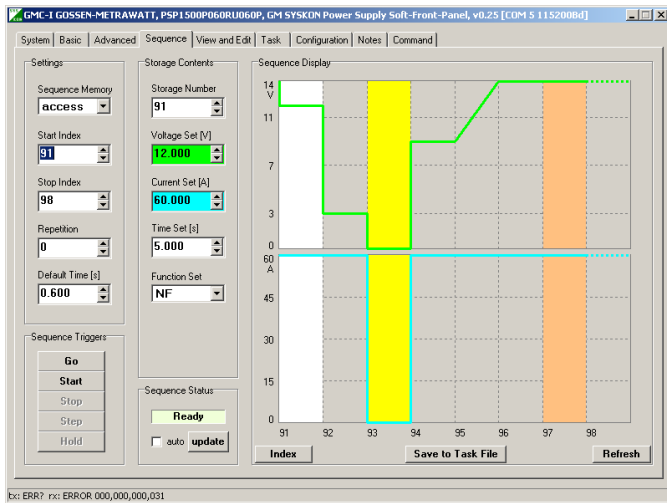 GMC-I GOSSEN-METRAWATT, PSP1500P060RU060P, GM SYSKON Power Supply Soft-Front-Panel, v0.25 [COM 5 115200Bd]
System Basic Advanced Sequence View and Edit Task Configuration Notes Command
Settings
Sequence Memory
access
Start Index
91
Stop Index
98
Repetition
0
Default Time [s]
0.600
Sequence Triggers
Go
Start
Stop
Step
Hold
Storage Contents
Storage Number
91
Voltage Set [V]
12.000
Current Set [A]
60.000
Time Set [s]
5.000
Function Set
NF
Sequence Status
Ready
auto update
Sequence Display
14
V
11
7
3
0
60
A
45
30
15
0
91 92 93 94 95 96 97 98
Index Save to Task File Refresh
tx: ERR? rx: ERROR 000,000,000,031